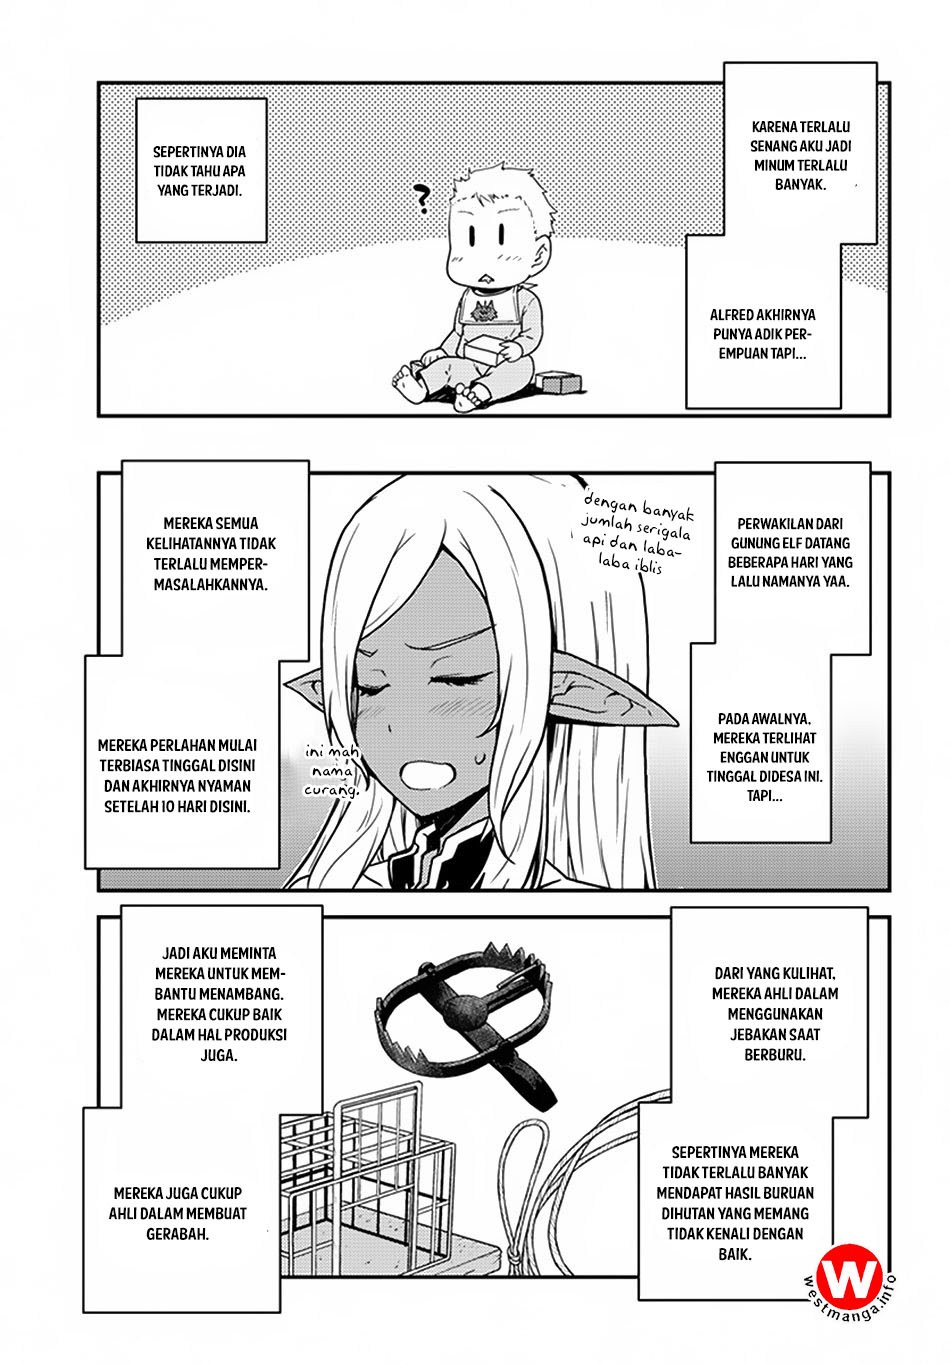 KARENA TERLALU
SENANG AKU JADI
MINUM TERLALU
BANYAK.
ALFRED AKHIRNYA
PUNYA ADIK PER-
EMPUAN TAPI...
SEPERTINYA DIA
TIDAK TAHU APA
YANG TERJADI.
?
PERWAKILAN DARI
GUNUNG ELF DATANG
BEBERAPA HARI YANG
LALU NAMANYA YAA.
dengan banyak
jumlah serigala
api dan laba-
laba iblis
PADA AWALNYA,
MEREKA TERLIHAT
ENGGAN UNTUK
TINGGAL DIDESA INI.
TAPI...
MEREKA SEMUA
KELIHATANNYA TIDAK
TERLALU MEMPER-
MASALAHKANNYA.
MEREKA PERLAHAN MULAI
TERBIASA TINGGAL DISINI
DAN AKHIRNYA NYAMAN
SETELAH 10 HARI DISINI.
ini mah
nama
curang.
DARI YANG KULIHAT,
MEREKA AHLI DALAM
MENGGUNAKAN
JEBAKAN SAAT
BERBURU.
SEPERTINYA MEREKA
TIDAK TERLALU BANYAK
MENDAPAT HASIL BURUAN
DIHUTAN YANG MEMANG
TIDAK KENALI DENGAN
BAIK.
JADI AKU MEMINTA
MEREKA UNTUK MEM-
BANTU MENAMBANG.
MEREKA CUKUP BAIK
DALAM HAL PRODUKSI
JUGA.
MEREKA JUGA CUKUP
AHLI DALAM MEMBUAT
GERABAH.
W
westmanga.info